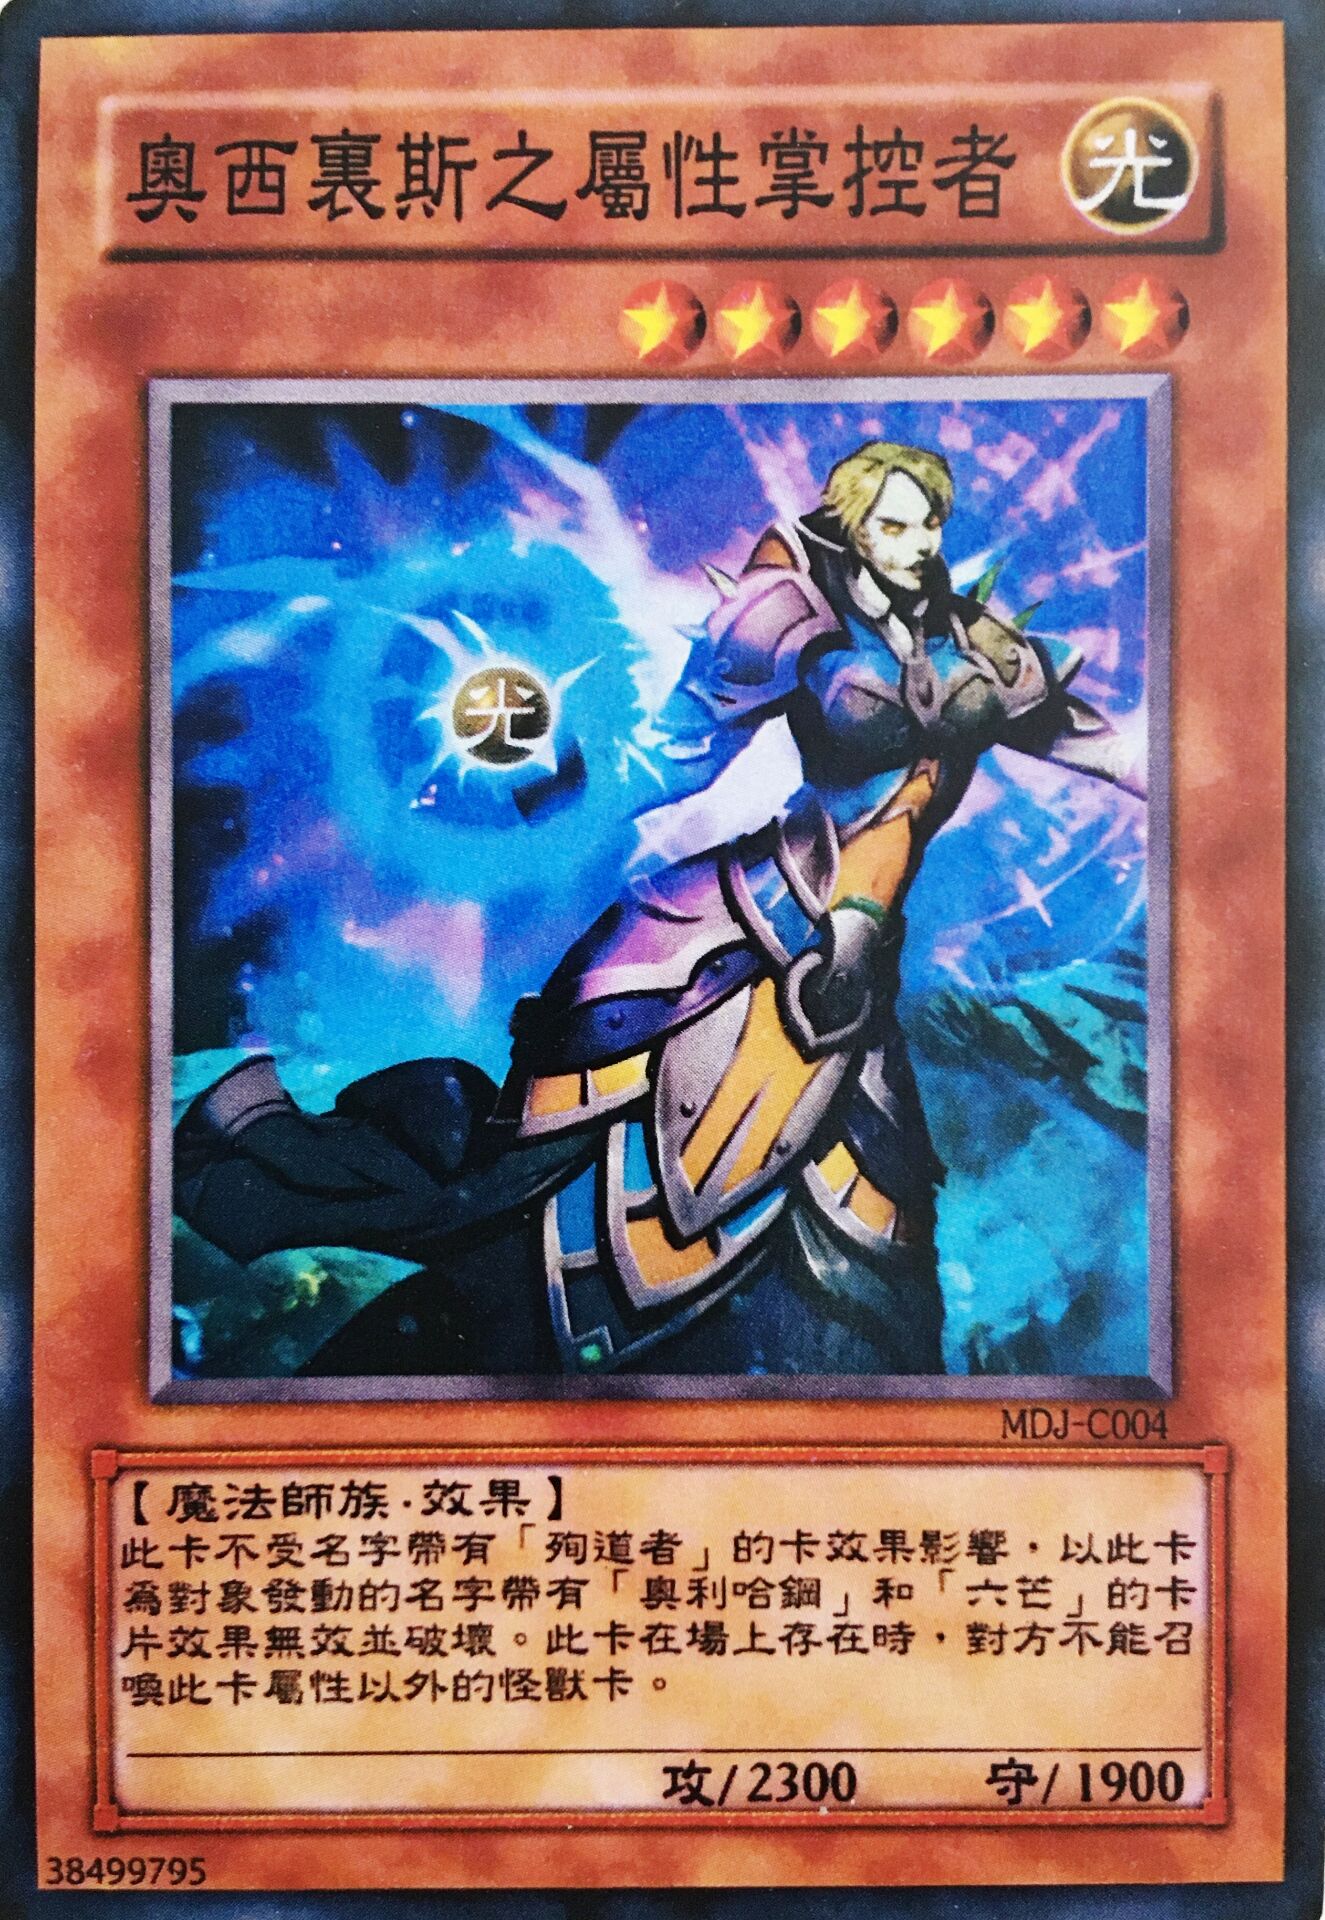 奧西裏斯之屬性掌控者
光
光
MDJ-C004
【魔法師族·效果】
此卡不受名字帶有「殉道者」的卡效果影響，以此卡
為對象發動的名字帶有「奧利哈鋼」和「六芒」的卡
片效果無效並破壞。此卡在場上存在時，對方不能召
喚此卡屬性以外的怪獸卡。
攻/2300 守/1900
38499795